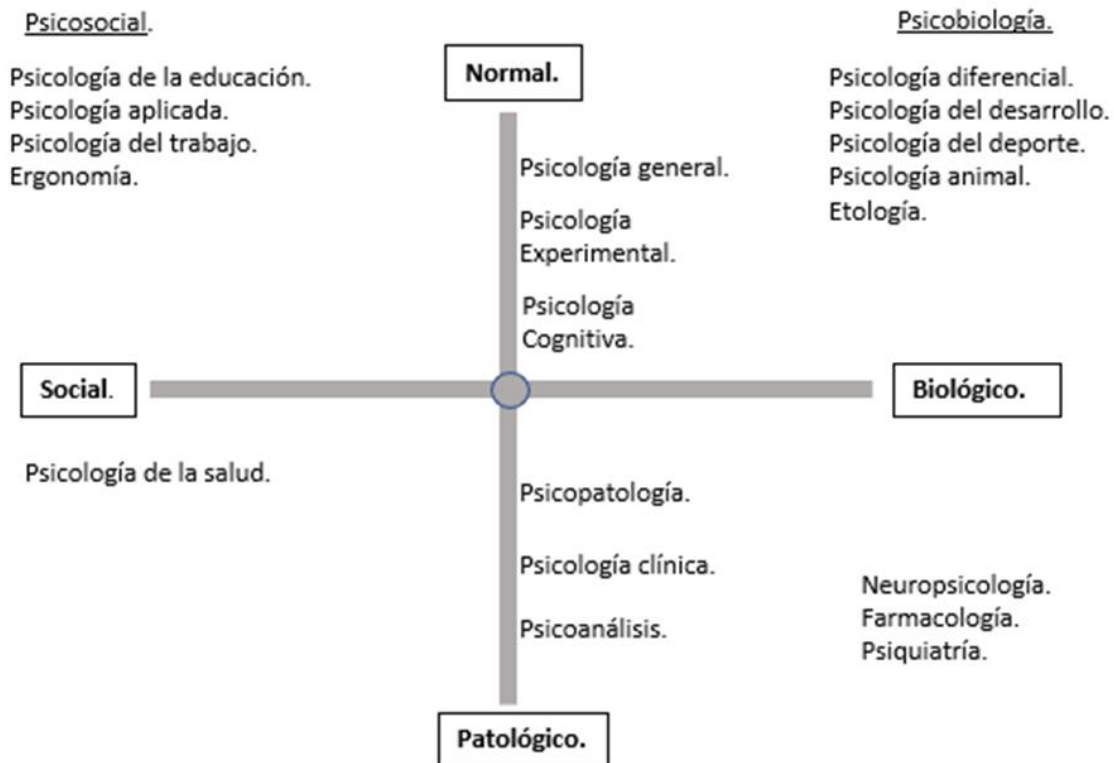 Psicosocial.
Psicobiología.
Normal.
Psicología de la educación.
Psicología aplicada.
Psicología del trabajo.
Ergonomía.
Psicología diferencial.
Psicología del desarrollo.
Psicología del deporte.
Psicología animal.
Etología.
Psicología general.
Psicología
Experimental.
Psicología
Cognitiva.
Social.
Biológico.
Psicología de la salud.
Psicopatología.
Psicología clínica.
Psicoanálisis.
Neuropsicología.
Farmacología.
Psiquiatría.
Patológico.